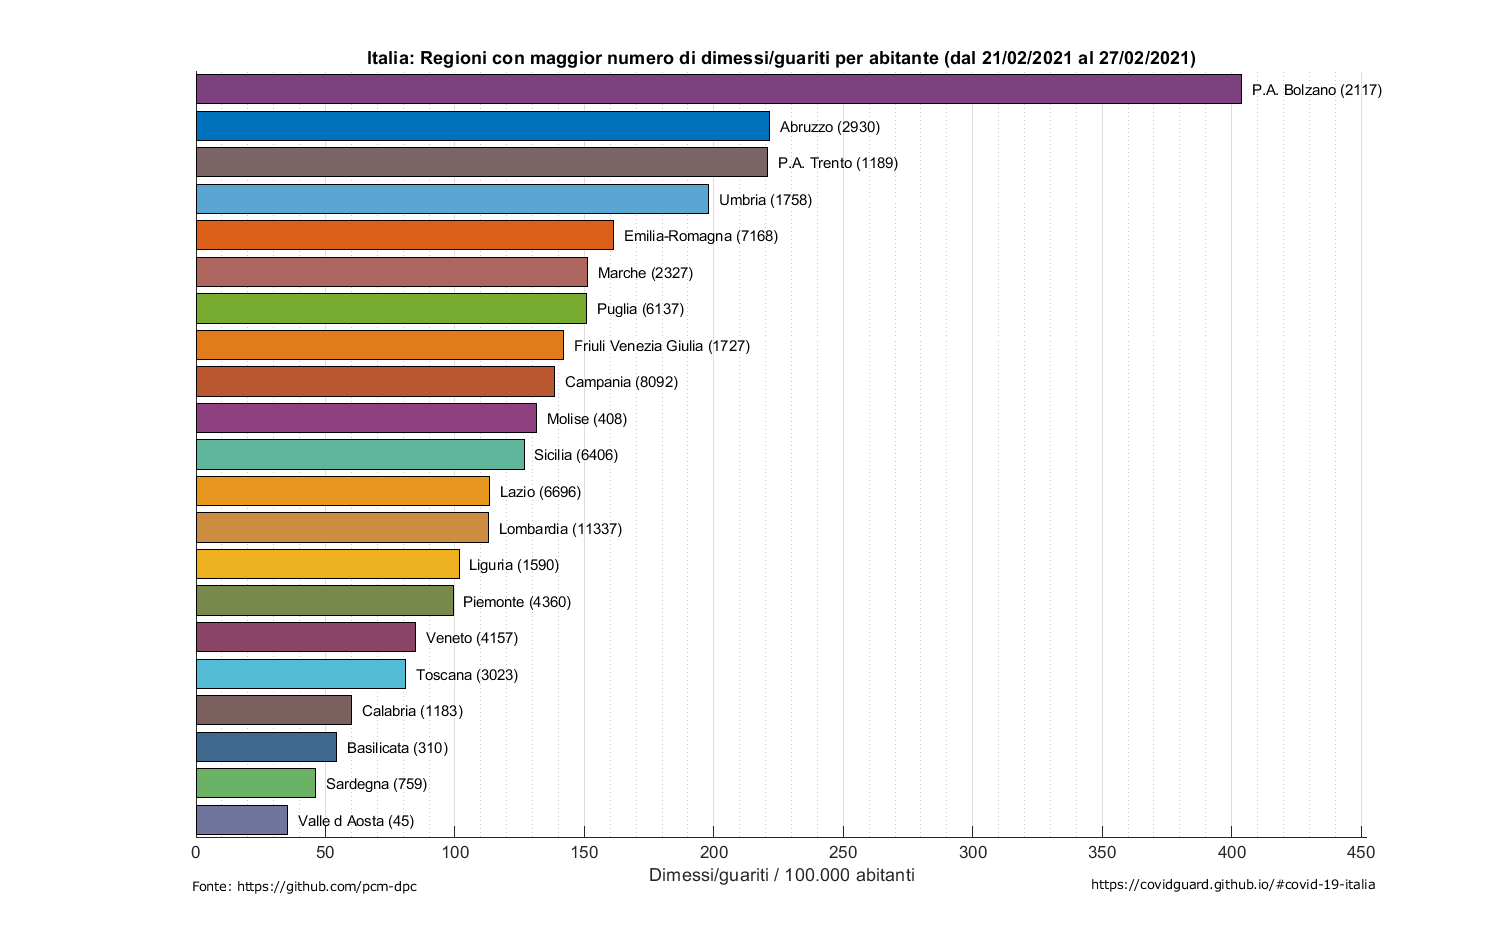 Italia: Regioni con maggior numero di dimessi/guariti per abitante (dal 21/02/2021 al 27/02/2021)
P.A. Bolzano (2117)
Abruzzo (2930)
P.A. Trento (1189)
Umbria (1758)
Emilia-Romagna (7168)
Marche (2327)
Puglia (6137)
Friuli Venezia Giulia (1727)
Campania (8092)
Molise (408)
Sicilia (6406)
Lazio (6696)
Lombardia (11337)
Liguria (1590)
Piemonte (4360)
Veneto (4157)
Toscana (3023)
Calabria (1183)
Basilicata (310)
Sardegna (759)
Valle d Aosta (45)
0 50 100 150 200 250 300 350 400 450
Dimessi/guariti / 100.000 abitanti
Fonte: https://github.com/pcm-dpc
https://covidguard.github.io/#covid-19-italia